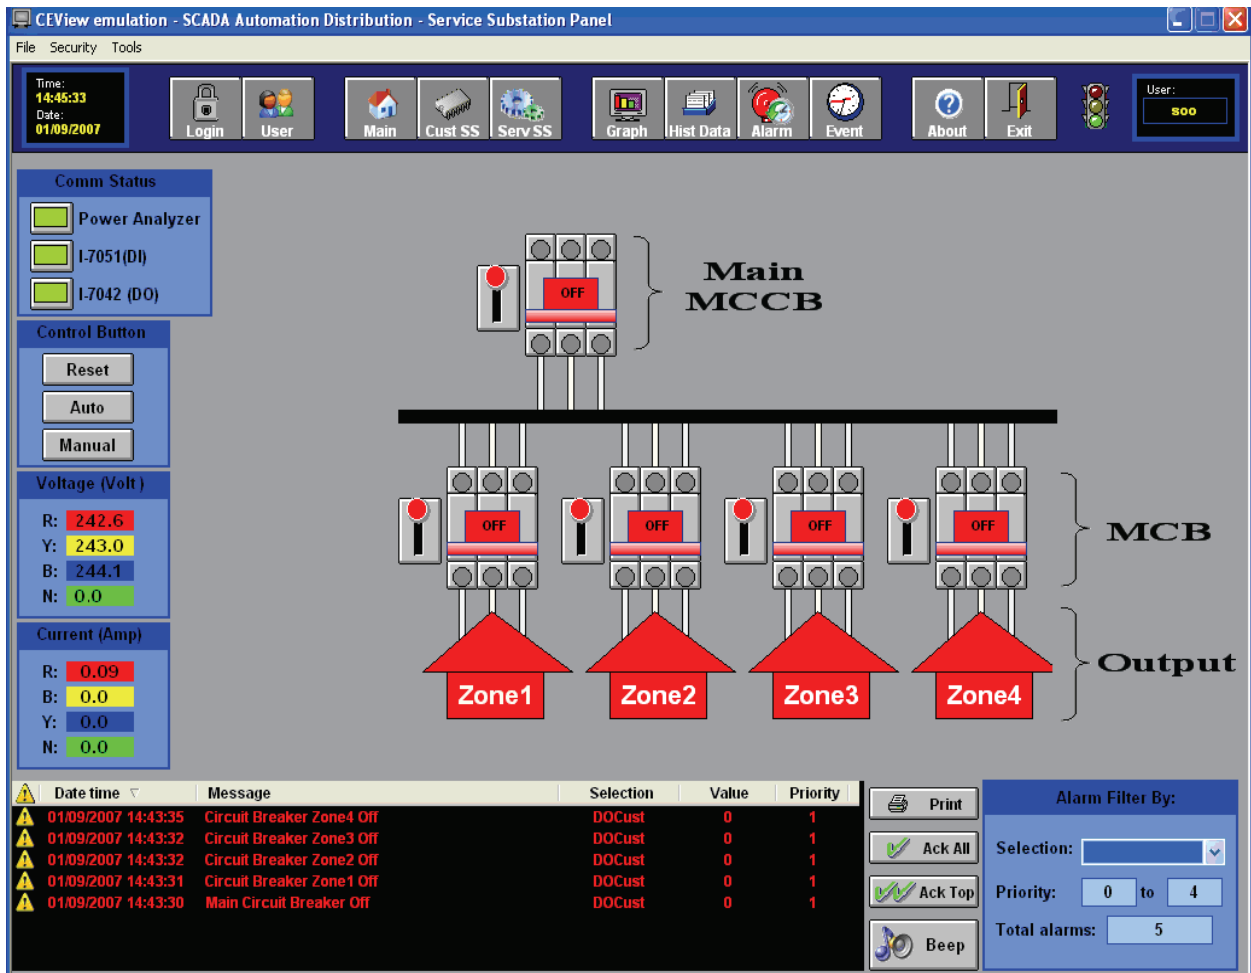 CEView emulation - SCADA Automation Distribution - Service Substation Panel
File Security Tools
Time:
14:45:33
Date:
01/09/2007
Login
User
Main
Cust SS
Serv SS
Graph
Hist Data
Alarm
Event
About
Exit
User:
soo
Comm Status
Power Analyzer
I-7051(DI)
I-7042 (DO)
Control Button
Reset
Auto
Manual
Voltage (Volt)
R: 242.6
Y: 243.0
B: 244.1
N: 0.0
Current (Amp)
R: 0.09
B: 0.0
Y: 0.0
N: 0.0
OFF
Main
MCCB
OFF
OFF
OFF
OFF
MCB
Zone1
Zone2
Zone3
Zone4
Output
Date time Message Selection Value Priority
01/09/2007 14:43:35 Circuit Breaker Zone4 Off DOCust 0 1
01/09/2007 14:43:32 Circuit Breaker Zone3 Off DOCust 0 1
01/09/2007 14:43:32 Circuit Breaker Zone2 Off DOCust 0 1
01/09/2007 14:43:31 Circuit Breaker Zone1 Off DOCust 0 1
01/09/2007 14:43:30 Main Circuit Breaker Off DOCust 0 1
Print
Ack All
Ack Top
Beep
Alarm Filter By:
Selection:
Priority: 0 to 4
Total alarms: 5